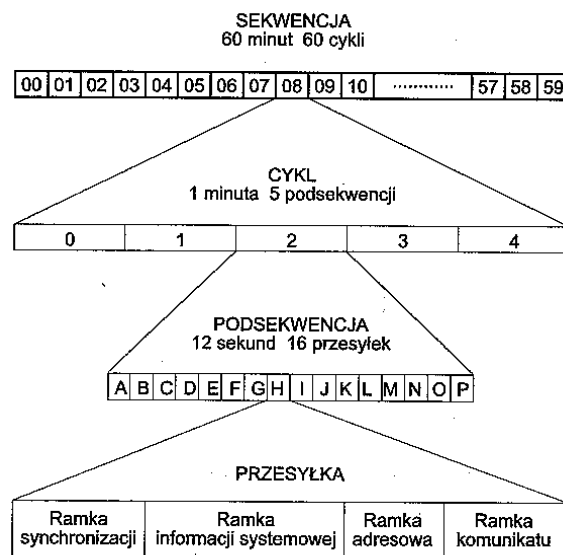 SEKWENCJA
60 minut 60 cykli
00 01 02 03 04 05 06 07 08 09 10 ............ 57 58 59
CYKL
1 minuta 5 podsekwencji
0 1 2 3 4
PODSEKWENCJA
12 sekund 16 przesyłek
A B C D E F G H I J K L M N O P
PRZESYŁKA
Ramka synchronizacji
Ramka informacji systemowej
Ramka adresowa
Ramka komunikatu